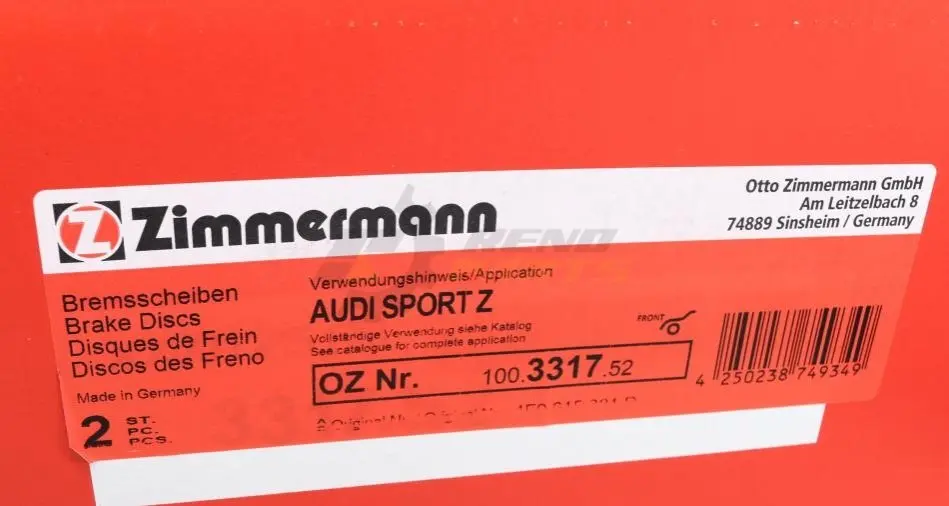 Z Zimmermann
Otto Zimmermann GmbH
Am Leitzelbach 8
74889 Sinsheim / Germany
Bremsscheiben
Brake Discs
Disques de Frein
Discos des Freno
Made in Germany
2 ST.
PC.
PCS.
Verwendungshinweis/Application
AUDI SPORT Z
Vollständige Verwendung siehe Katalog
See catalogue for complete application
FRONT
OZ Nr. 100.3317.52
4 250238 749349